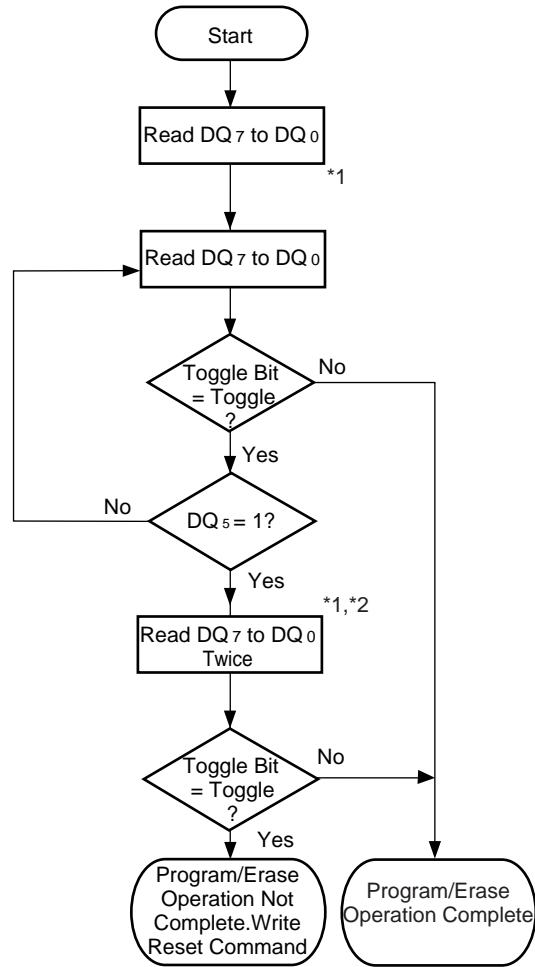 Start
Read DQ7 to DQ0
*1
Read DQ7 to DQ0
Toggle Bit
= Toggle
?
No
Yes
No
DQ5 = 1?
Yes
*1,*2
Read DQ7 to DQ0
Twice
Toggle Bit
= Toggle
?
No
Yes
Program/Erase
Operation Not
Complete.Write
Reset Command
Program/Erase
Operation Complete